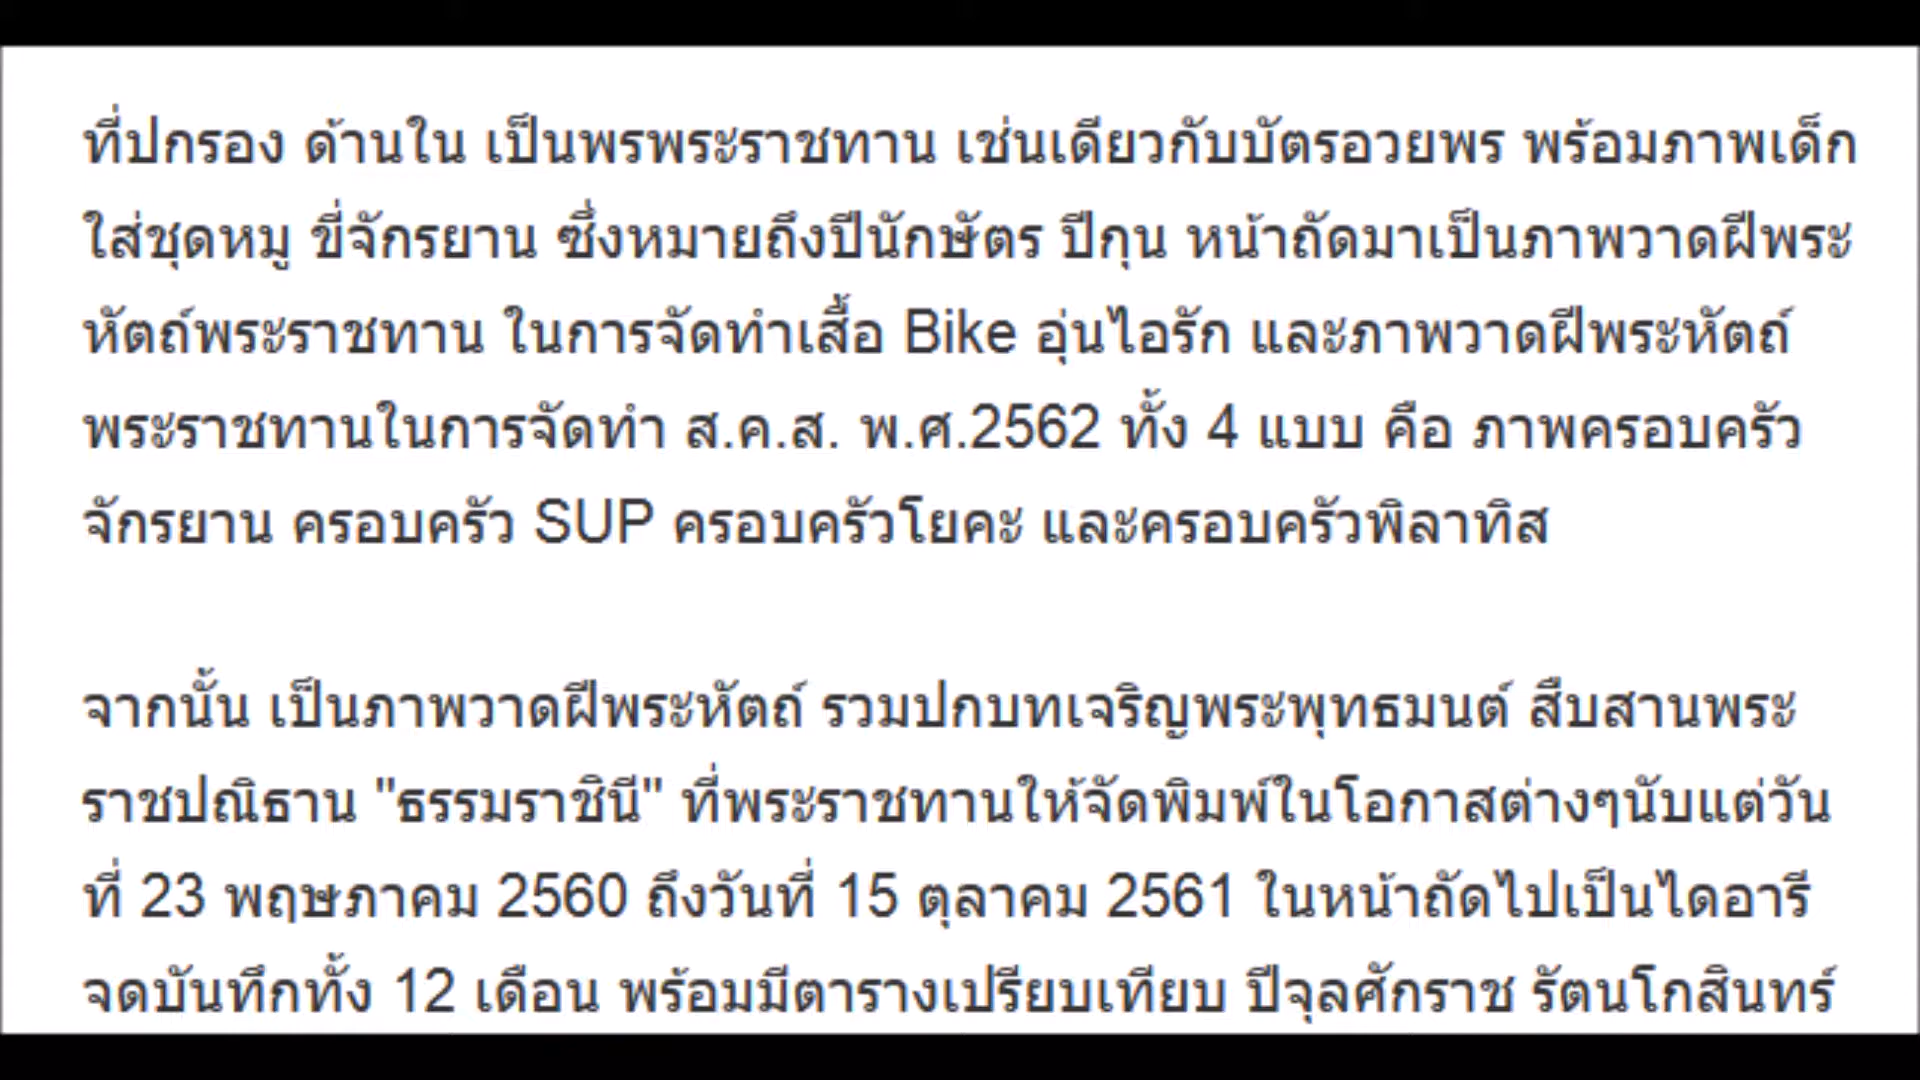 ที่ปกรอง ด้านใน เป็นพรพระราชทาน เช่นเดียวกับบัตรอวยพร พร้อมภาพเด็ก
ใส่ชุดหมู ขี่จักรยาน ซึ่งหมายถึงปีนักษัตร ปีกุน หน้าถัดมาเป็นภาพวาดฝีพระ
หัตถ์พระราชทาน ในการจัดทำเสื้อ Bike อุ่นไอรัก และภาพวาดฝีพระหัตถ์
พระราชทานในการจัดทำ ส.ค.ส. พ.ศ.2562 ทั้ง 4 แบบ คือ ภาพครอบครัว
จักรยาน ครอบครัว SUP ครอบครัวโยคะ และครอบครัวพิลาทิส
จากนั้น เป็นภาพวาดฝีพระหัตถ์ รวมปกบทเจริญพระพุทธมนต์ สืบสานพระ
ราชปณิธาน "ธรรมราชินี" ที่พระราชทานให้จัดพิมพ์ในโอกาสต่างๆนับแต่วัน
ที่ 23 พฤษภาคม 2560 ถึงวันที่ 15 ตุลาคม 2561 ในหน้าถัดไปเป็นไดอารี
จดบันทึกทั้ง 12 เดือน พร้อมมีตารางเปรียบเทียบ ปีจุลศักราช รัตนโกสินทร์